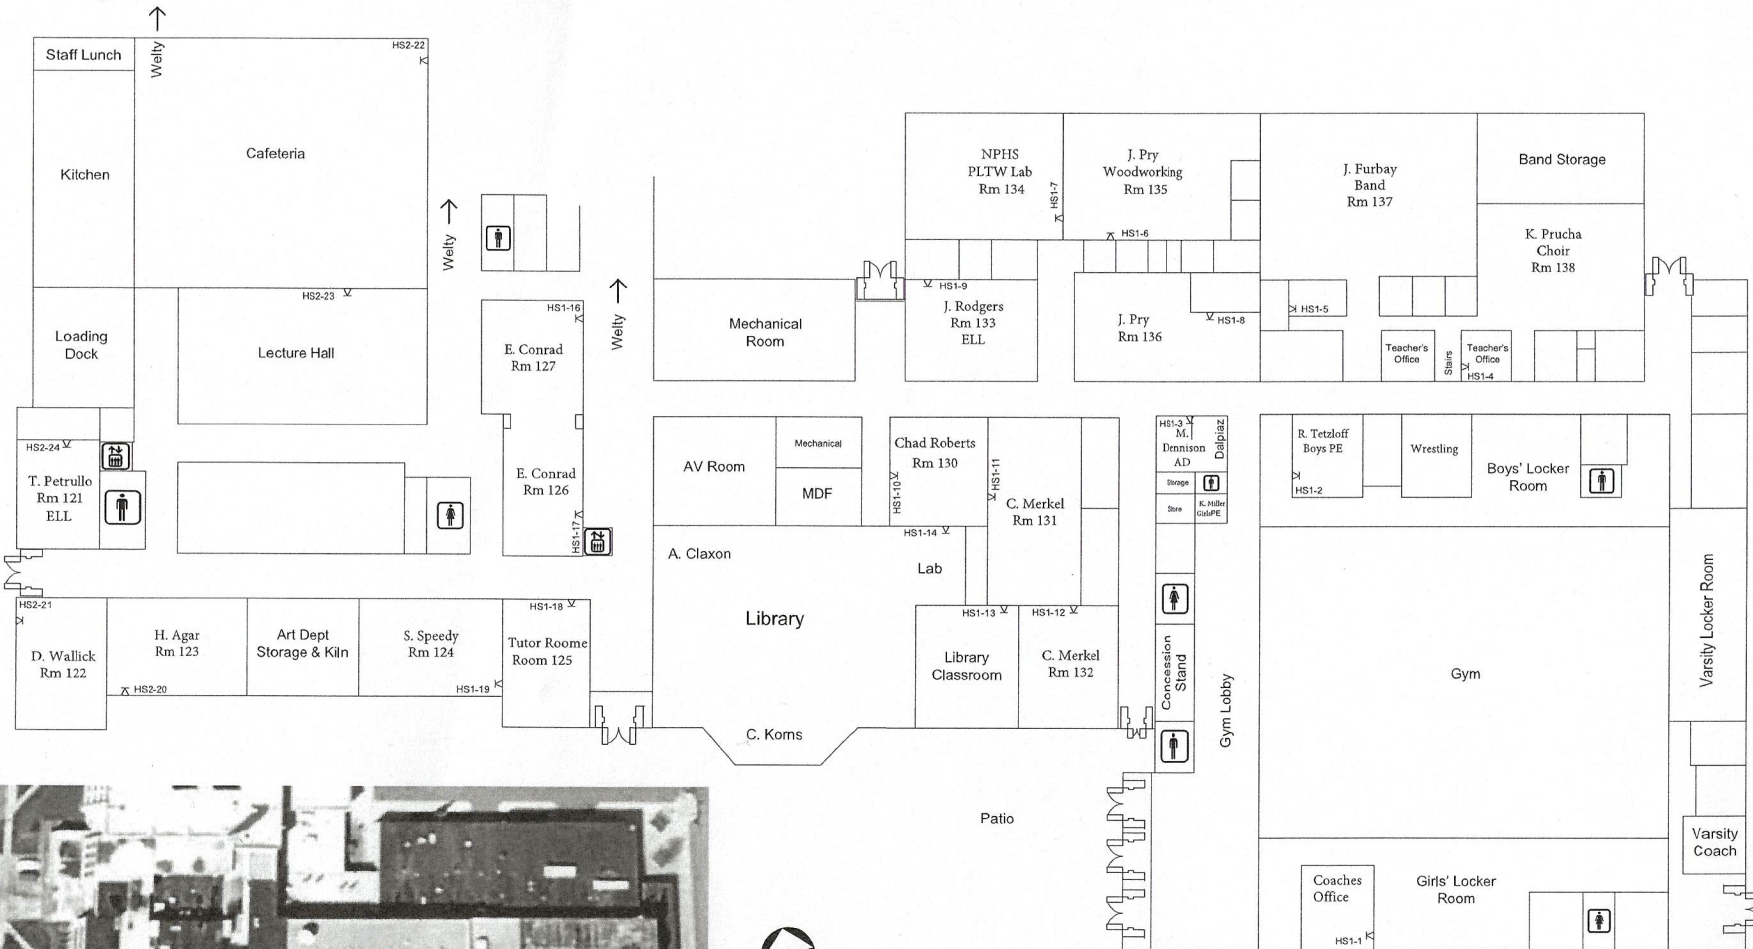 Welty
Staff Lunch
HS2-22
Kitchen
Cafeteria
Welty
HS2-23
Loading
Dock
Lecture Hall
HS2-24
T. Petrullo
Rm 121
ELL
HS1-16
E. Conrad
Rm 127
Welty
E. Conrad
Rm 126
HS1-17
HS2-21
D. Wallick
Rm 122
H. Agar
Rm 123
HS2-20
Art Dept
Storage & Kiln
S. Speedy
Rm 124
HS1-19
HS1-18
Tutor Roome
Room 125
Mechanical
Room
NPHS
PLTW Lab
Rm 134
HS1-7
J. Pry
Woodworking
Rm 135
HS1-6
J. Furbay
Band
Rm 137
Band Storage
K. Prucha
Choir
Rm 138
HS1-9
J. Rodgers
Rm 133
ELL
J. Pry
Rm 136
HS1-8
HS1-5
Teacher's
Office
Stairs
Teacher's
Office
HS1-4
AV Room
Mechanical
MDF
Chad Roberts
Rm 130
HS1-10
HS1-11
C. Merkel
Rm 131
HS1-14
A. Claxon
Lab
Library
HS1-13
HS1-12
Library
Classroom
C. Merkel
Rm 132
C. Korns
HS1-3
M.
Dennison
AD
Dalpiaz
Storage
Store
K. Miller
GirlsPE
Concession
Stand
Gym Lobby
R. Tetzloff
Boys PE
HS1-2
Wrestling
Boys' Locker
Room
Gym
Varsity Locker Room
Patio
Varsity
Coach
Coaches
Office
HS1-1
Girls' Locker
Room